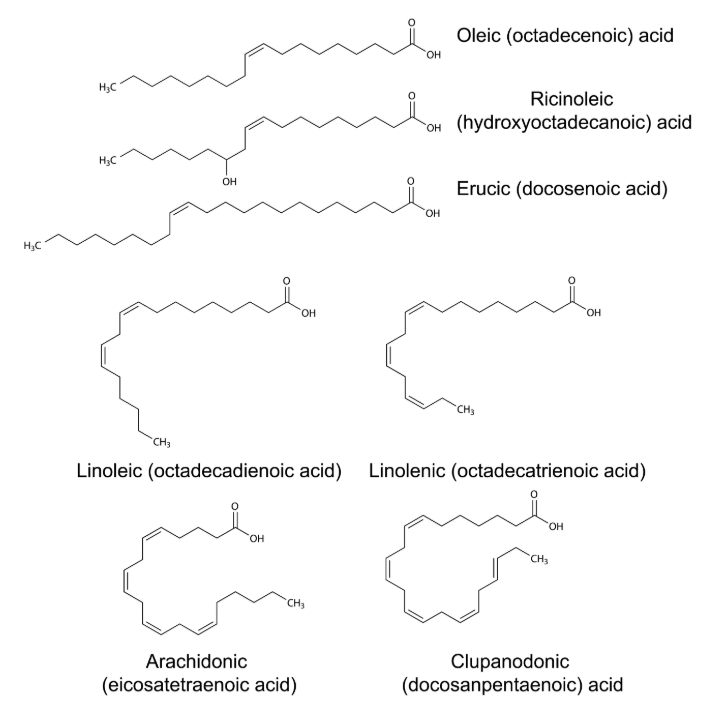 O
OH
H₃C
Oleic (octadecenoic) acid
O
OH
H₃C
OH
Ricinoleic
(hydroxyoctadecanoic) acid
O
OH
H₃C
Erucic (docosenoic acid)
O
OH
CH₃
Linoleic (octadecadienoic acid)
O
OH
CH₃
Linolenic (octadecatrienoic acid)
O
OH
CH₃
Arachidonic
(eicosatetraenoic acid)
O
OH
CH₃
Clupanodonic
(docosanpentaenoic) acid